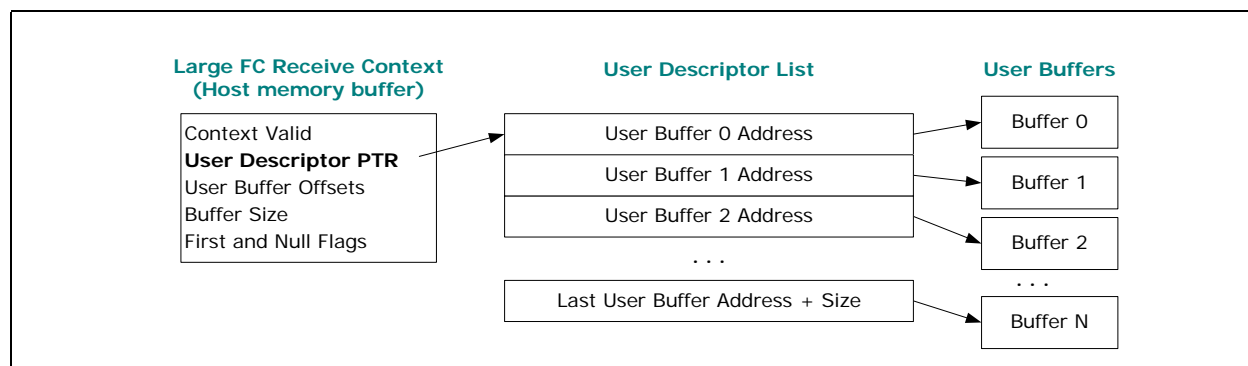 Large FC Receive Context
(Host memory buffer)
Context Valid
User Descriptor PTR
User Buffer Offsets
Buffer Size
First and Null Flags
User Descriptor List
User Buffer 0 Address
User Buffer 1 Address
User Buffer 2 Address
. . .
Last User Buffer Address + Size
User Buffers
Buffer 0
Buffer 1
Buffer 2
. . .
Buffer N